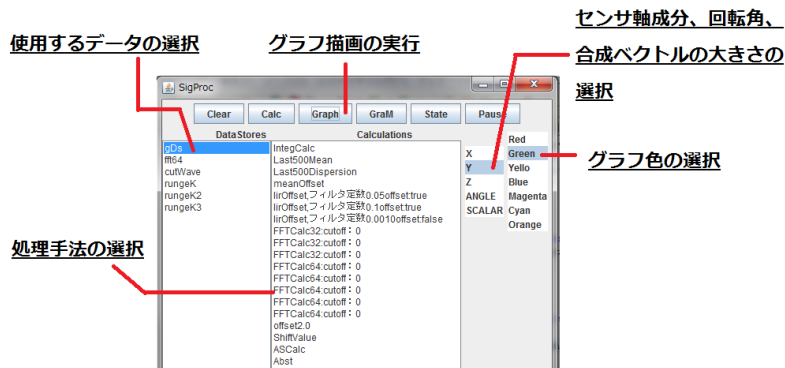 センサ軸成分、回転角、
合成ベクトルの大きさの
選択
使用するデータの選択
グラフ描画の実行
SigProc
Clear Calc Graph GraM State Pause
DataStores Calculations
gDs
fft64
cutWave
rungeK
rungeK2
rungeK3
IntegCalc
Last500Mean
Last500Dispersion
meanOffset
IirOffset,フィルタ定数0.05offset:true
IirOffset,フィルタ定数0.1offset:true
IirOffset,フィルタ定数0.0010offset:false
FFTCalc32:cutoff:0
FFTCalc32:cutoff:0
FFTCalc32:cutoff:0
FFTCalc64:cutoff:0
FFTCalc64:cutoff:0
FFTCalc64:cutoff:0
FFTCalc64:cutoff:0
FFTCalc64:cutoff:0
offset2.0
ShiftValue
ASCalc
Abst
X
Y
Z
ANGLE
SCALAR
Red
Green
Yello
Blue
Magenta
Cyan
Orange
グラフ色の選択
処理手法の選択